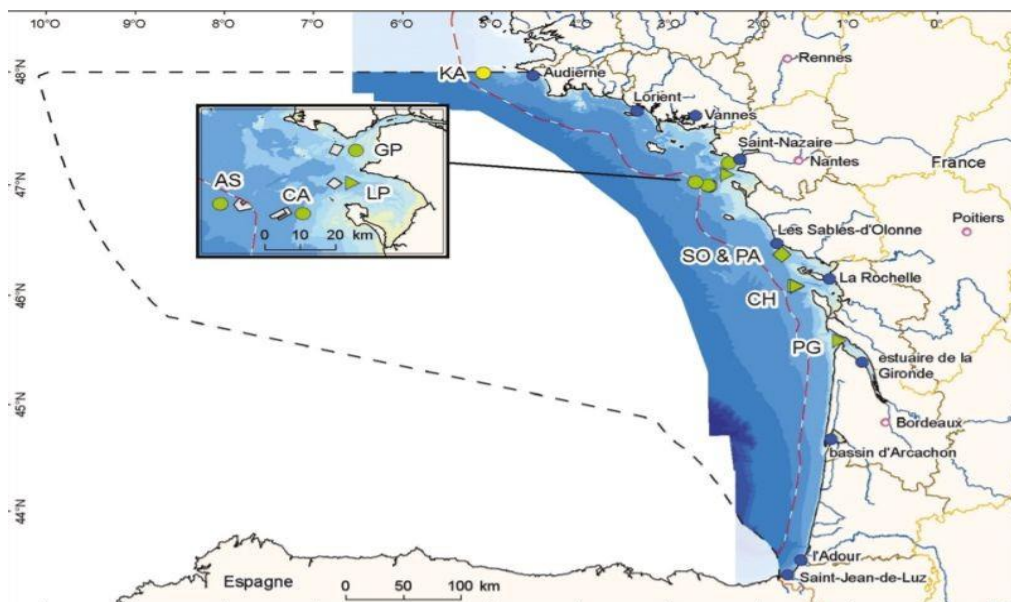 10°O 9°O 8°O 7°O 6°O 5°O 4°O 3°O 2°O 1°O 0°
48°N
47°N
46°N
45°N
44°N
KA
Audierne
Rennes
Lorient
Vannes
Saint-Nazaire
Nantes
France
GP
AS
CA
LP
0 10 20 km
Poitiers
Les Sables-d'Olonne
SO & PA
La Rochelle
CH
PG
estuaire de la
Gironde
Bordeaux
bassin d'Arcachon
l'Adour
Saint-Jean-de-Luz
Espagne
0 50 100 km